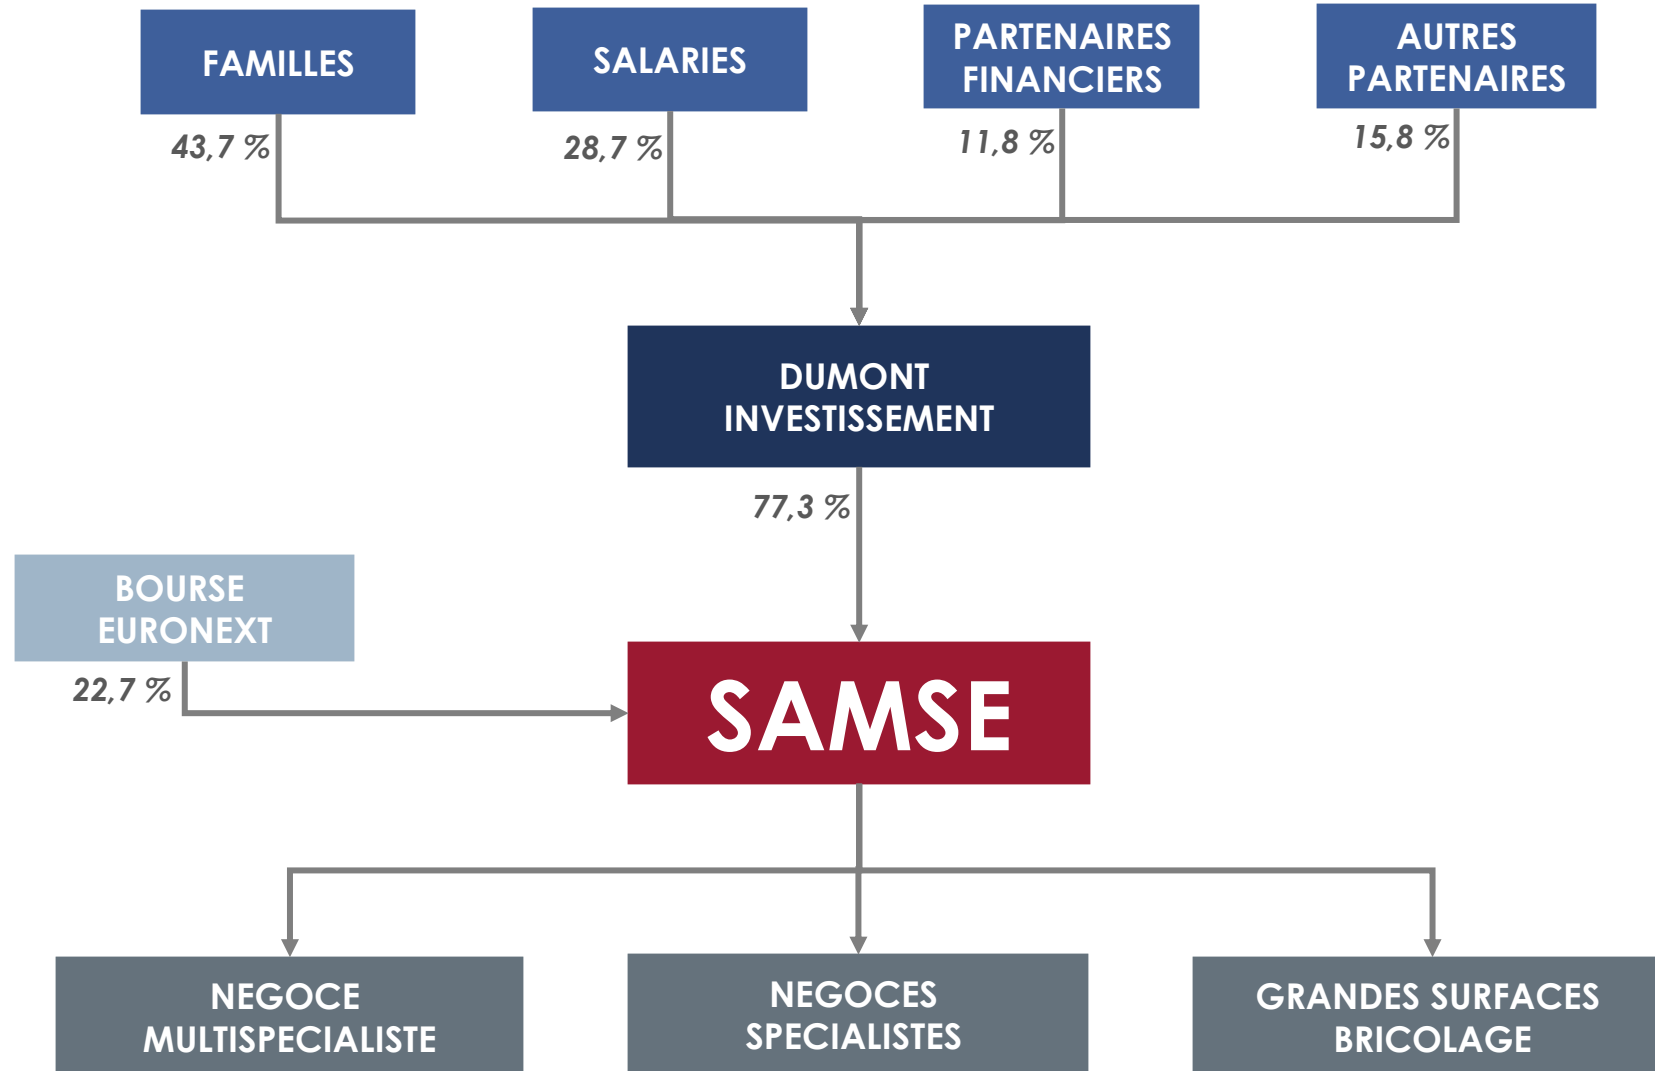 FAMILLES
SALARIES
PARTENAIRES
FINANCIERS
AUTRES
PARTENAIRES
43,7 %
28,7 %
11,8 %
15,8 %
DUMONT
INVESTISSEMENT
77,3 %
BOURSE
EURONEXT
22,7 %
SAMSE
NEGOCE
MULTISPECIALISTE
NEGOCES
SPECIALISTES
GRANDES SURFACES
BRICOLAGE